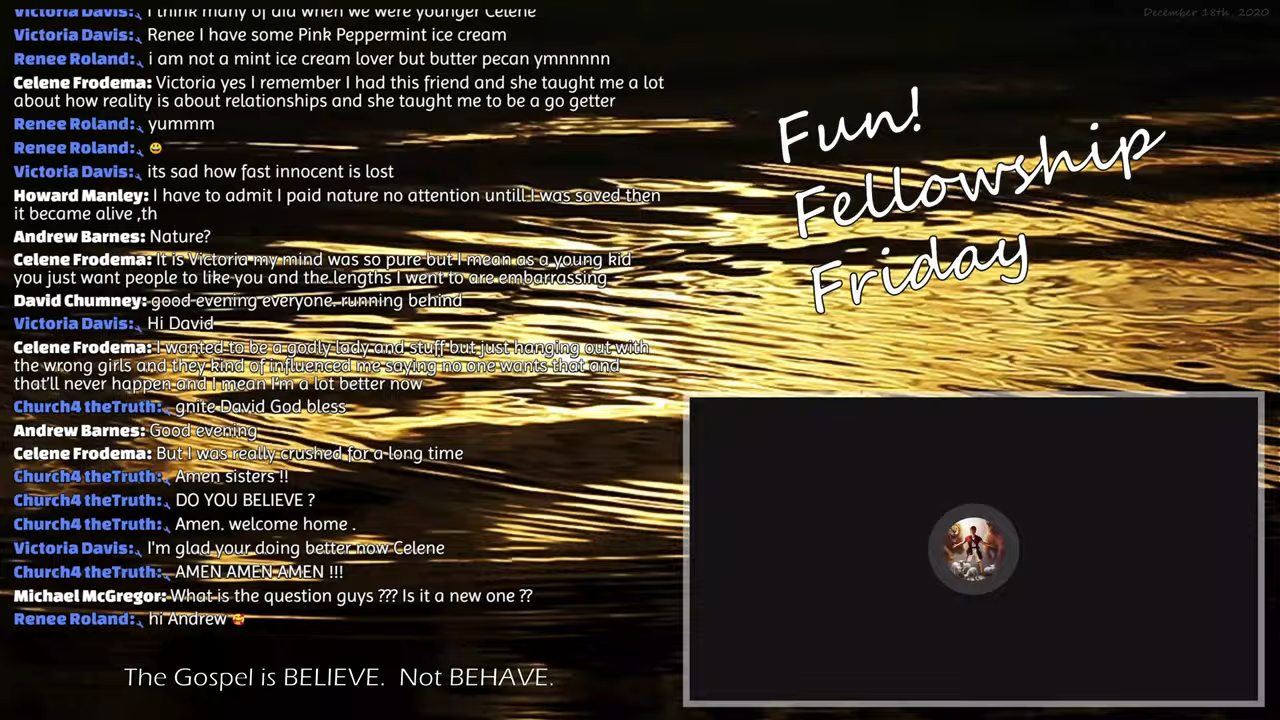 Victoria Davis: I think many of did when we were younger Celene
Victoria Davis: Renee I have some Pink Peppermint ice cream
Renee Roland: i am not a mint ice cream lover but butter pecan ymnnnnn
Celene Frodema: Victoria yes I remember I had this friend and she taught me a lot
about how reality is about relationships and she taught me to be a go getter
Renee Roland: yummm
Renee Roland: 😃
Victoria Davis: its sad how fast innocent is lost
Howard Manley: I have to admit I paid nature no attention untill I was saved then
it became alive ,th
Andrew Barnes: Nature?
Celene Frodema: It is Victoria my mind was so pure but I mean as a young kid
you just want people to like you and the lengths I went to are embarrassing
David Chumney: good evening everyone. running behind
Victoria Davis: Hi David
Celene Frodema: I wanted to be a godly lady and stuff but just hanging out with
the wrong girls and they kind of influenced me saying no one wants that and
that'll never happen and I mean I'm a lot better now
Church4 theTruth: gnite David God bless
Andrew Barnes: Good evening
Celene Frodema: But I was really crushed for a long time
Church4 theTruth: Amen sisters !!
Church4 theTruth: DO YOU BELIEVE ?
Church4 theTruth: Amen. welcome home .
Victoria Davis: I'm glad your doing better now Celene
Church4 theTruth: AMEN AMEN AMEN !!!
Michael McGregor: What is the question guys ??? Is it a new one ??
Renee Roland: hi Andrew 🥰
The Gospel is BELIEVE. Not BEHAVE.
December 18th, 2020
Fun!
Fellowship
Friday